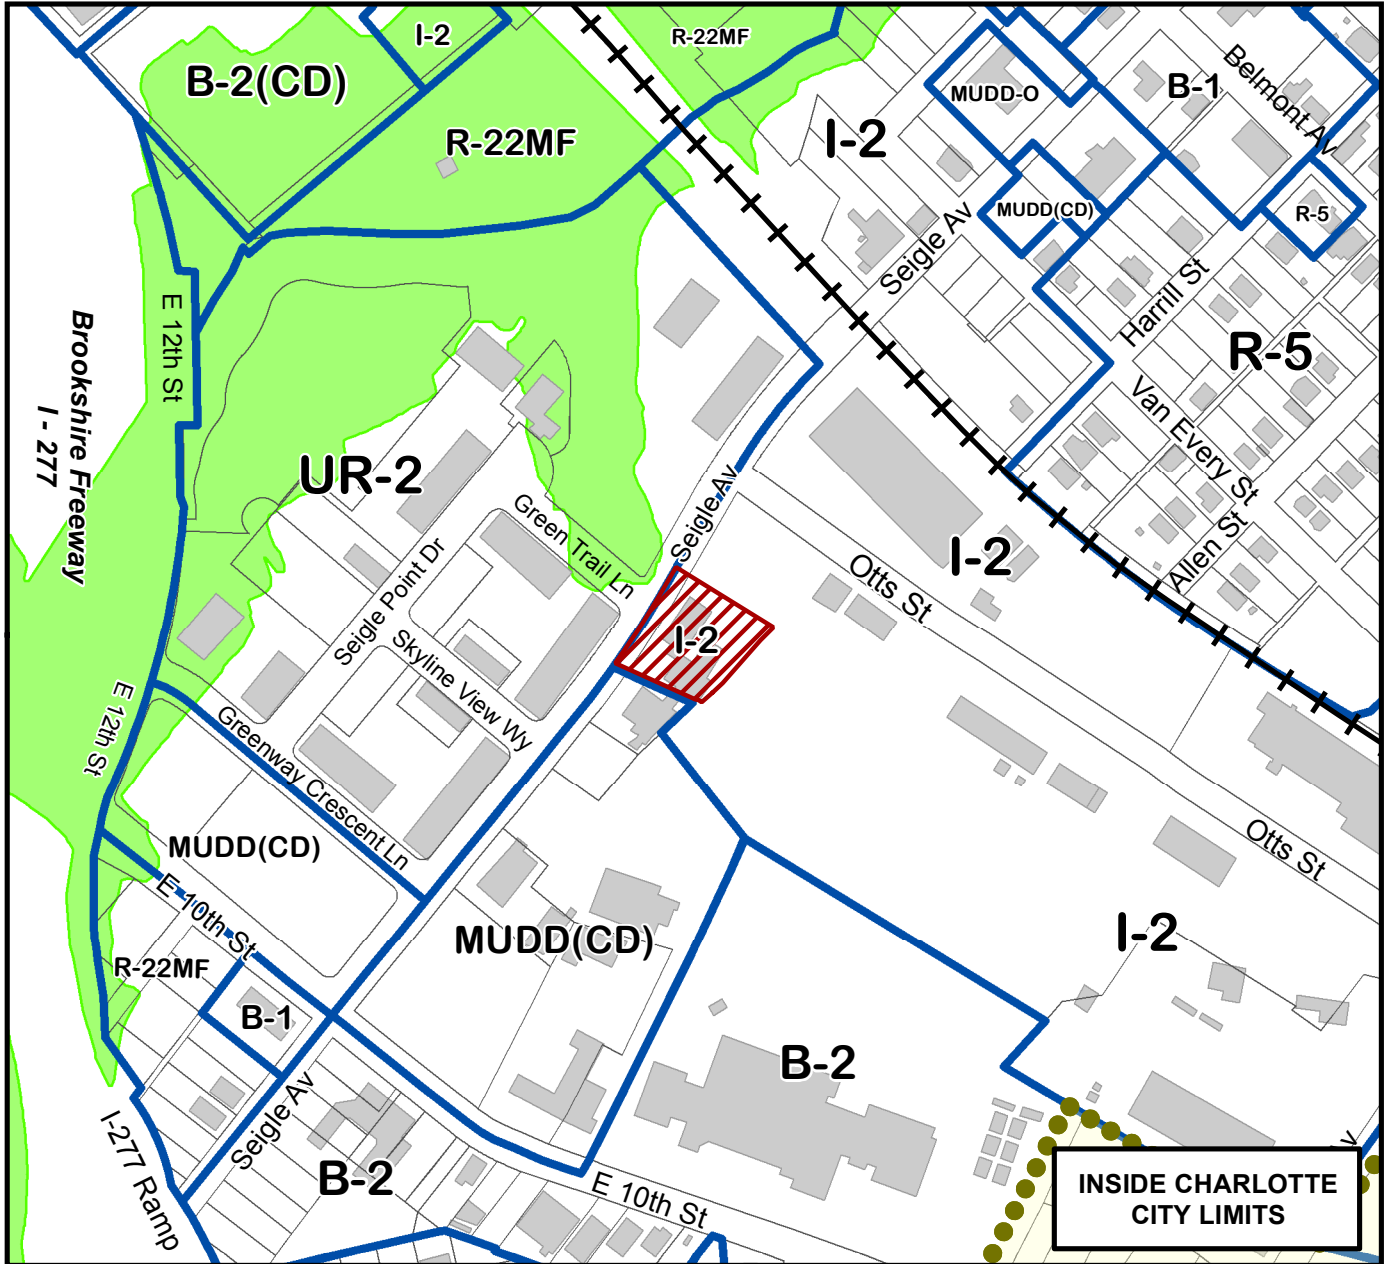 I-2
R-22MF
B-2(CD)
B-1
Belmont Av
MUDD-O
R-22MF
I-2
MUDD(CD)
R-5
Seigle Av
E 12th St
Harrill St
Brookshire Freeway
I - 277
R-5
Van Every St
UR-2
Seigle Av
Green Trail Ln
Allen St
I-2
Otts St
Seigle Point Dr
I-2
Skyline View Wy
E 12th St
Greenway Crescent Ln
MUDD(CD)
Otts St
E 10th St
MUDD(CD)
I-2
R-22MF
B-1
B-2
Seigle Av
I-277 Ramp
B-2
E 10th St
INSIDE CHARLOTTE
CITY LIMITS